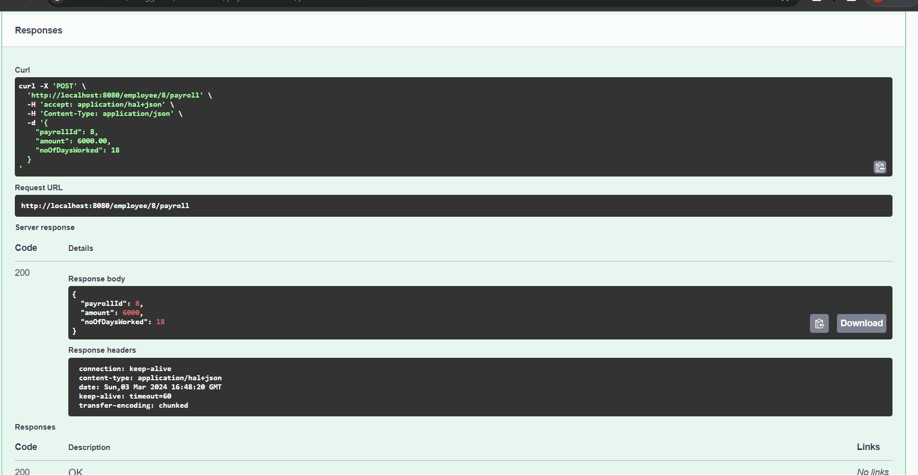 Responses
Curl
curl -X 'POST' \
'http://localhost:8080/employee/8/payroll' \
-H 'accept: application/hal+json' \
-H 'Content-Type: application/json' \
-d '{
"payrollId": 8,
"amount": 6000.00,
"noOfDaysWorked": 18
}
'
Request URL
http://localhost:8080/employee/8/payroll
Server response
Code Details
200
Response body
{
"payrollId": 8,
"amount": 6000,
"noOfDaysWorked": 18
}
Download
Response headers
connection: keep-alive
content-type: application/hal+json
date: Sun,03 Mar 2024 16:48:20 GMT
keep-alive: timeout=60
transfer-encoding: chunked
Responses
Code Description Links
200 OK No links